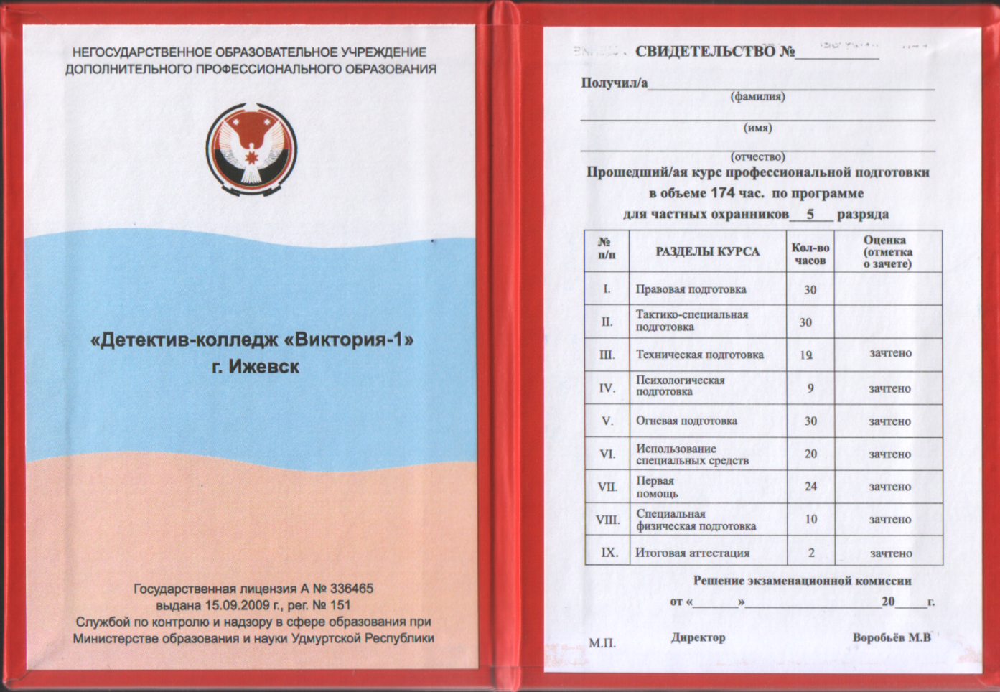 НЕГОСУДАРСТВЕННОЕ ОБРАЗОВАТЕЛЬНОЕ УЧРЕЖДЕНИЕ
ДОПОЛНИТЕЛЬНОГО ПРОФЕССИОНАЛЬНОГО ОБРАЗОВАНИЯ
«Детектив-колледж «Виктория-1»
г. Ижевск
Государственная лицензия А № 336465
выдана 15.09.2009 г., рег. № 151
Службой по контролю и надзору в сфере образования при
Министерстве образования и науки Удмуртской Республики
СВИДЕТЕЛЬСТВО №___________
Получил/а___________
(фамилия)
(имя)
(отчество)
Прошедший/ая курс профессиональной подготовки
в объеме 174 час. по программе
для частных охранников 5 разряда
№ п/п РАЗДЕЛЫ КУРСА Кол-во часов Оценка (отметка о зачете)
I. Правовая подготовка 30
II. Тактико-специальная подготовка 30
III. Техническая подготовка 19 зачтено
IV. Психологическая подготовка 9 зачтено
V. Огневая подготовка 30 зачтено
VI. Использование специальных средств 20 зачтено
VII. Первая помощь 24 зачтено
VIII. Специальная физическая подготовка 10 зачтено
IX. Итоговая аттестация 2 зачтено
Решение экзаменационной комиссии
от «______»__________________20____г.
М.П. Директор Воробьёв М.В